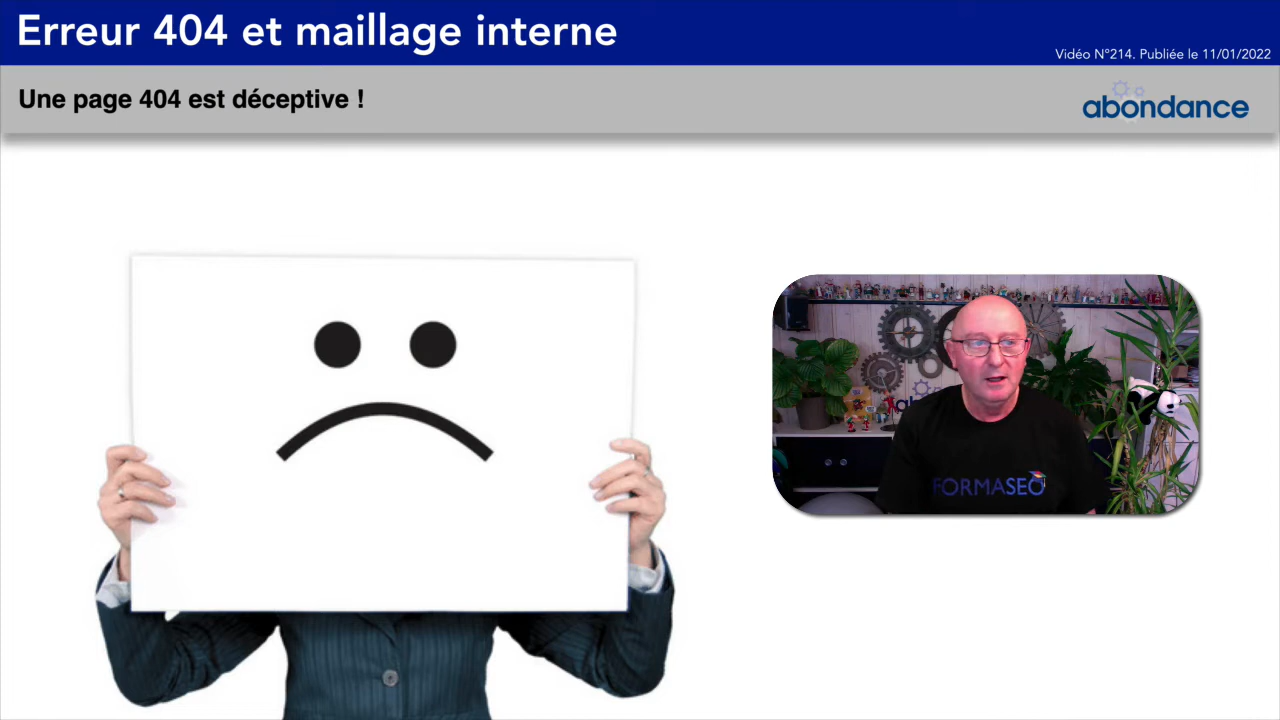 Erreur 404 et maillage interne
Vidéo N°214. Publiée le 11/01/2022
Une page 404 est déceptive !
abondance
FORMASEO